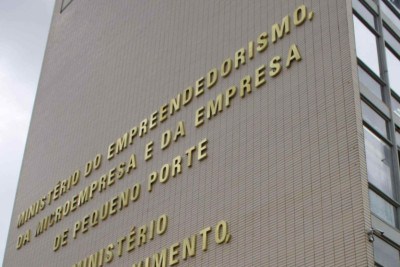 MINISTÉRIO DO EMPREENDEDORISMO,
DA MICROEMPRESA E DA EMPRESA
DE PEQUENO PORTE
MINISTÉRIO